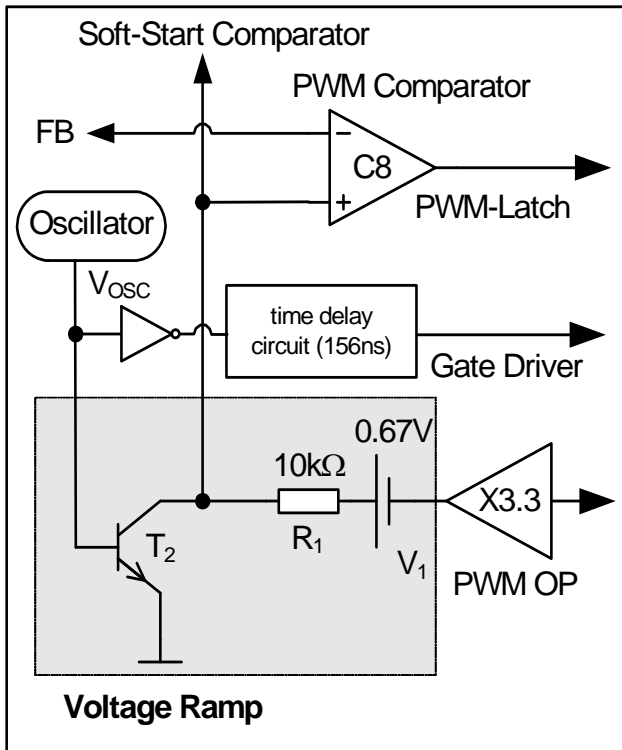 Soft-Start Comparator
PWM Comparator
FB
−
C8
+
PWM-Latch
Oscillator
V_OSC
time delay
circuit (156ns)
Gate Driver
0.67V
10kΩ
X3.3
T₂
R₁
V₁
PWM OP
Voltage Ramp